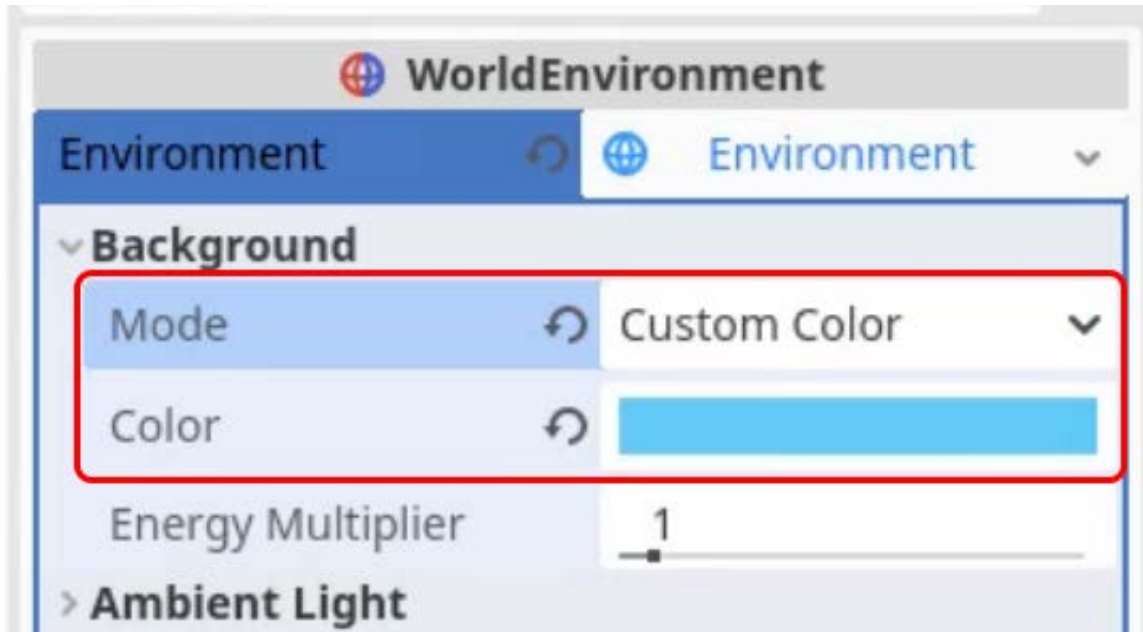 WorldEnvironment
Environment Environment
Background
Mode Custom Color
Color
Energy Multiplier 1
Ambient Light